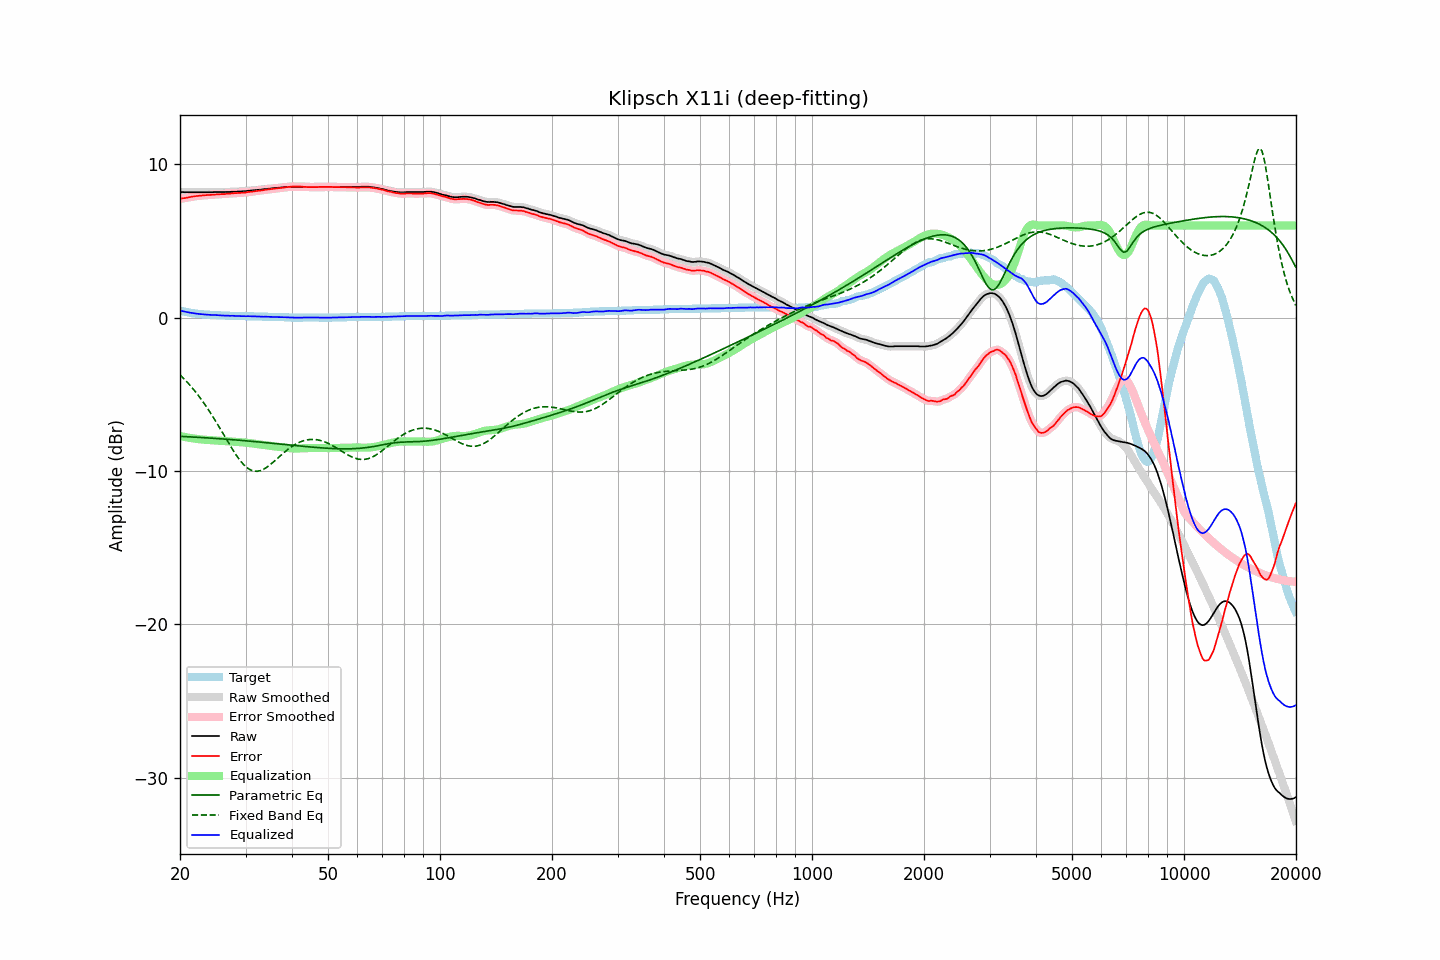 Klipsch X11i (deep-fitting)
Amplitude (dBr)
10
0
−10
−20
−30
Target
Raw Smoothed
Error Smoothed
Raw
Error
Equalization
Parametric Eq
Fixed Band Eq
Equalized
20 50 100 200 500 1000 2000 5000 10000 20000
Frequency (Hz)